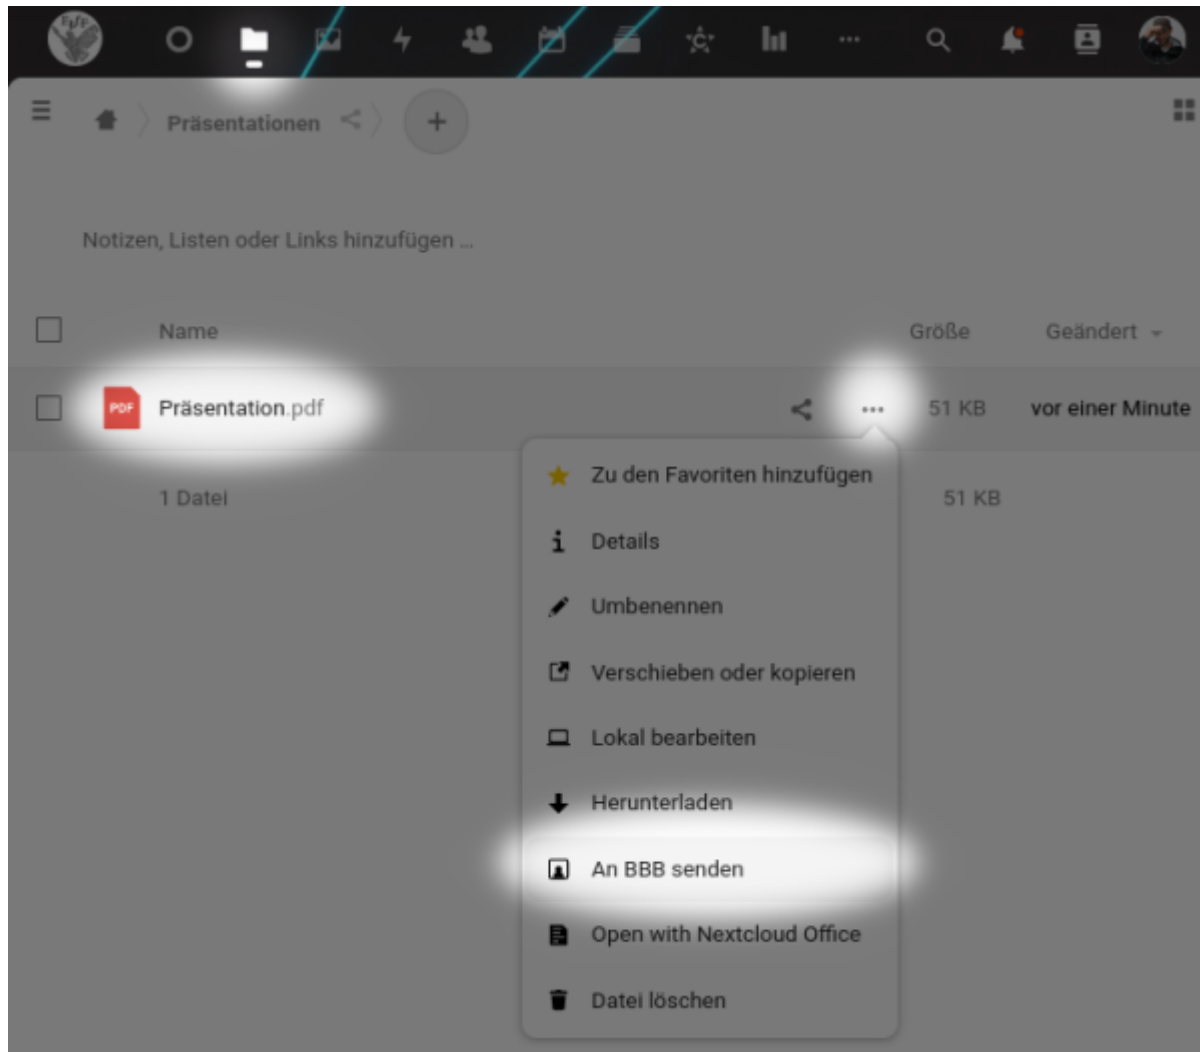 FIfF
Präsentationen
Notizen, Listen oder Links hinzufügen ...
Name Größe Geändert
PDF Präsentation.pdf 51 KB vor einer Minute
Zu den Favoriten hinzufügen
1 Datei 51 KB
Details
Umbenennen
Verschieben oder kopieren
Lokal bearbeiten
Herunterladen
An BBB senden
Open with Nextcloud Office
Datei löschen